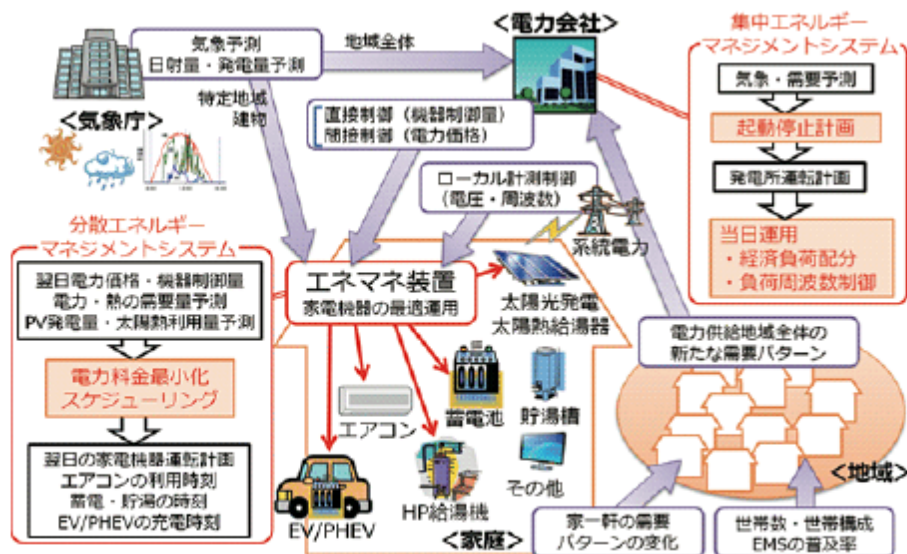 気象予測
日射量・発電量予測
地域全体
<電力会社>
集中エネルギー
マネジメントシステム
気象・需要予測
起動停止計画
発電所運転計画
当日運用
・経済負荷配分
・負荷周波数制御
<気象庁>
特定地域
建物
直接制御（機器制御量）
間接制御（電力価格）
ローカル計測制御
（電圧・周波数）
系統電力
分散エネルギー
マネジメントシステム
翌日電力価格・機器制御量
電力・熱の需要量予測
PV発電量・太陽熱利用量予測
電力料金最小化
スケジューリング
翌日の家電機器運転計画
エアコンの利用時刻
蓄電・貯湯の時刻
EV/PHEVの充電時刻
エネマネ装置
家電機器の最適運用
太陽光発電
太陽熱給湯器
エアコン
蓄電池
貯湯槽
EV/PHEV
HP給湯機
その他
<家庭>
電力供給地域全体の
新たな需要パターン
<地域>
家一軒の需要
パターンの変化
世帯数・世帯構成
EMSの普及率